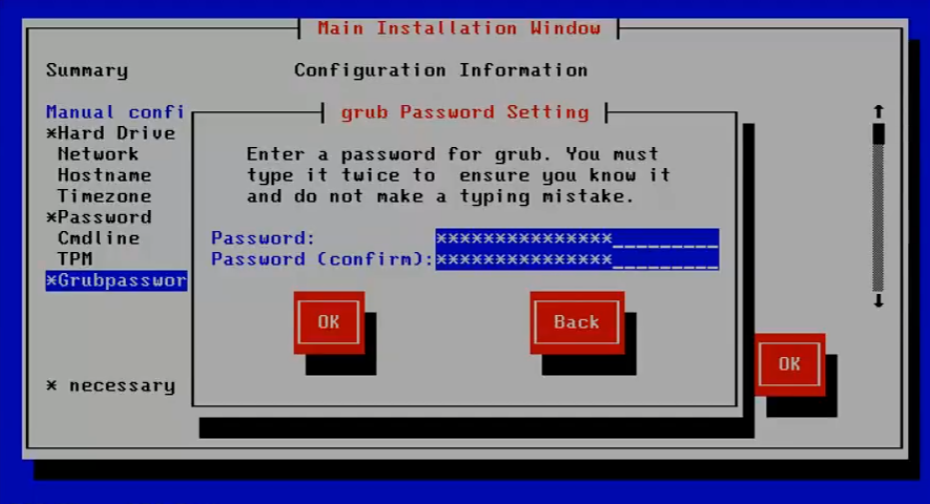 Main Installation Window
Summary
Configuration Information
Manual confi
*Hard Drive
Network
Hostname
Timezone
*Password
Cmdline
TPM
*Grubpasswor
* necessary
grub Password Setting
Enter a password for grub. You must
type it twice to ensure you know it
and do not make a typing mistake.
Password: ***************_________
Password (confirm): ***************_________
OK
Back
OK